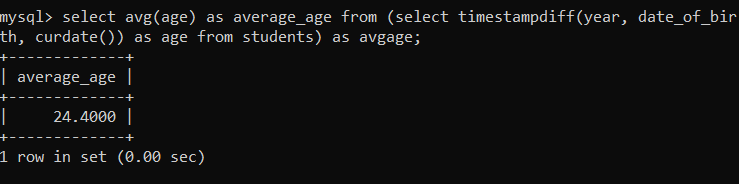 mysql> select avg(age) as average_age from (select timestampdiff(year, date_of_bir
th, curdate()) as age from students) as avgage;
+-------------+
| average_age |
+-------------+
|     24.4000 |
+-------------+
1 row in set (0.00 sec)